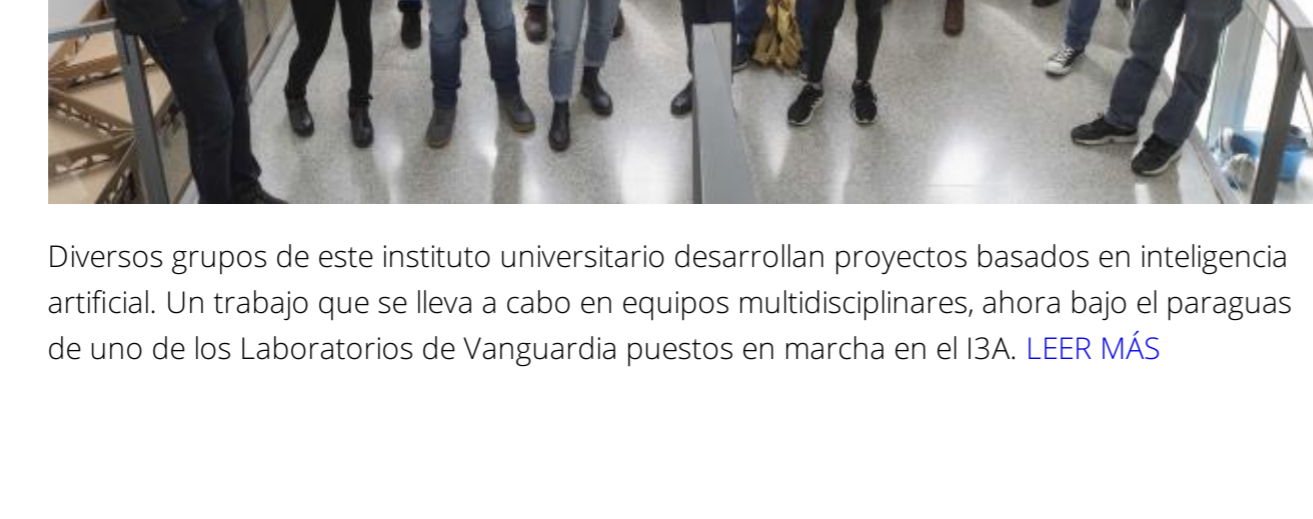 Diversos grupos de este instituto universitario desarrollan proyectos basados en inteligencia
artificial. Un trabajo que se lleva a cabo en equipos multidisciplinares, ahora bajo el paraguas
de uno de los Laboratorios de Vanguardia puestos en marcha en el I3A. LEER MÁS